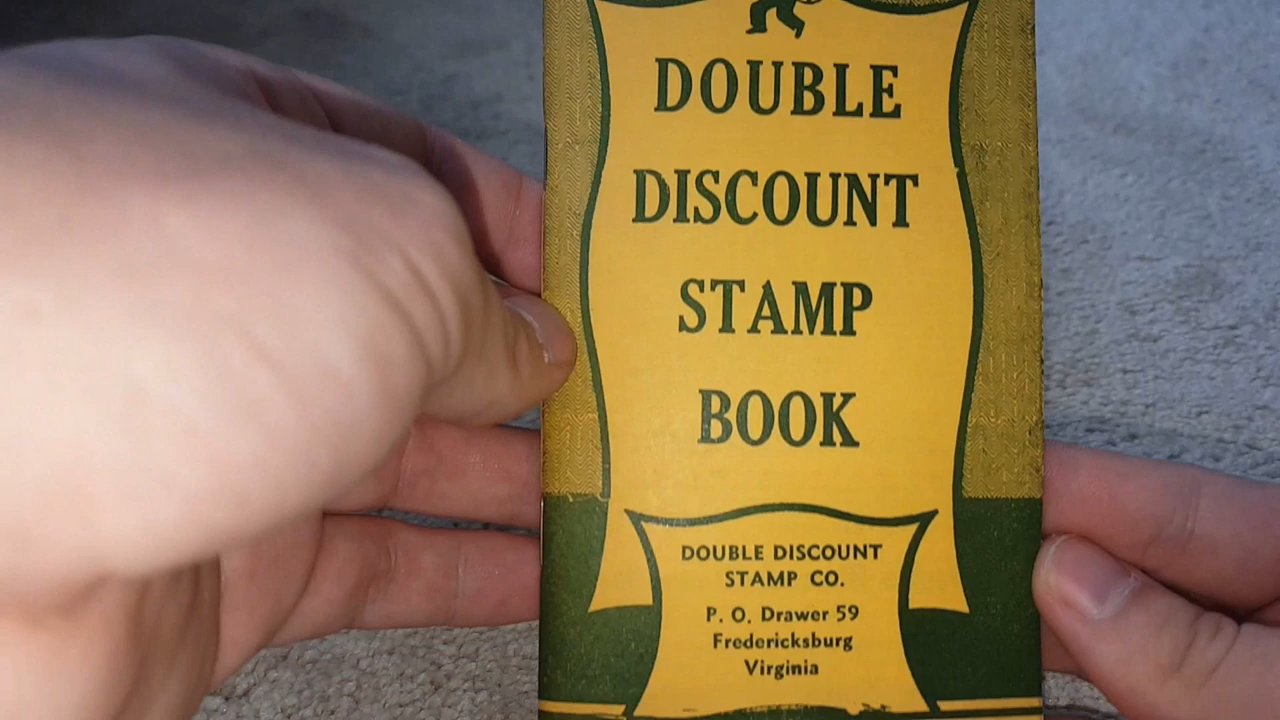 DOUBLE
DISCOUNT
STAMP
BOOK
DOUBLE DISCOUNT
STAMP CO.
P. O. Drawer 59
Fredericksburg
Virginia